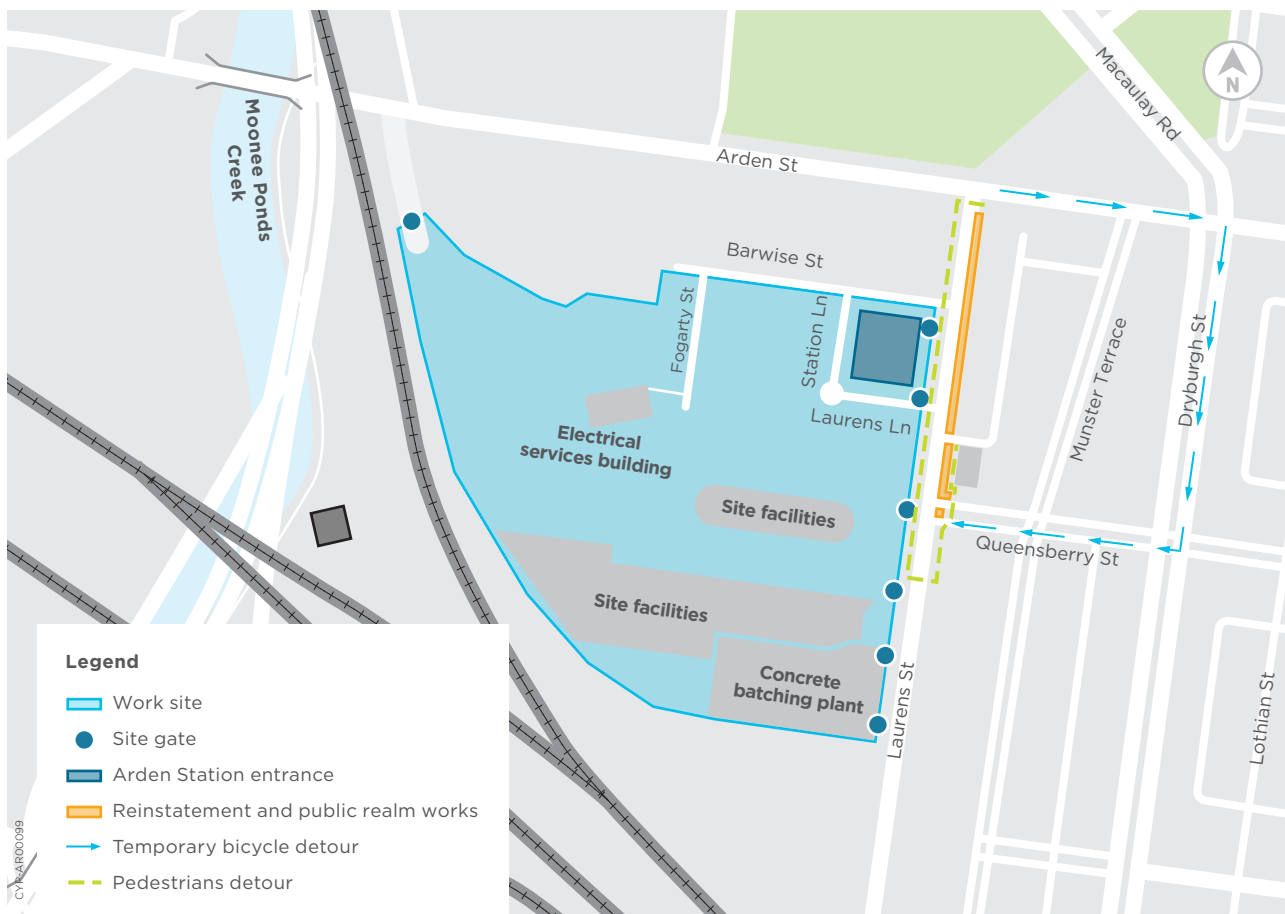 Macaulay Rd
N
Moonee Ponds
Creek
Arden St
Barwise St
Fogarty St
Station Ln
Laurens Ln
Munster Terrace
Dryburgh St
Electrical
services building
Site facilities
Queensberry St
Site facilities
Concrete
batching plant
Laurens St
Lothian St
Legend
Work site
Site gate
Arden Station entrance
Reinstatement and public realm works
Temporary bicycle detour
Pedestrians detour
CYP-AR00099